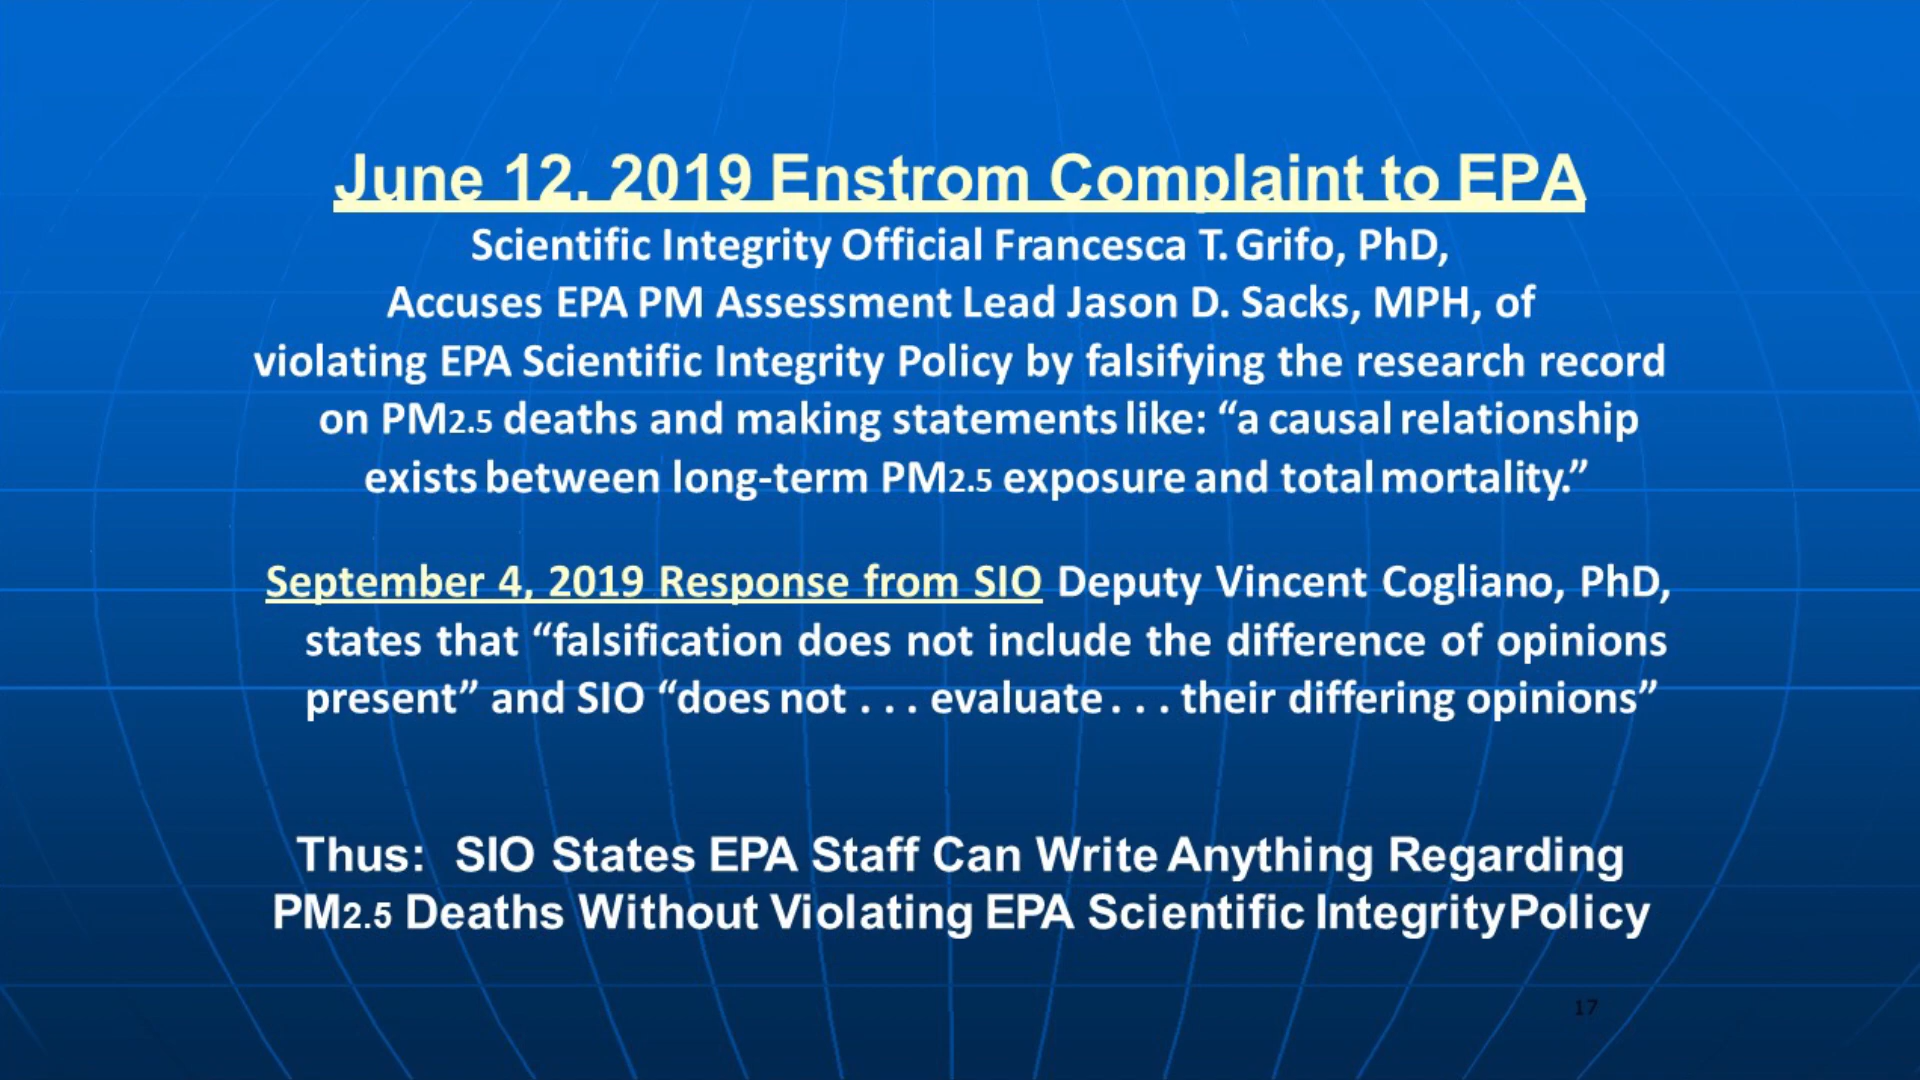 June 12, 2019 Enstrom Complaint to EPA
Scientific Integrity Official Francesca T. Grifo, PhD,
Accuses EPA PM Assessment Lead Jason D. Sacks, MPH, of
violating EPA Scientific Integrity Policy by falsifying the research record
on PM2.5 deaths and making statements like: “a causal relationship
exists between long-term PM2.5 exposure and total mortality.”
September 4, 2019 Response from SIO Deputy Vincent Cogliano, PhD,
states that “falsification does not include the difference of opinions
present” and SIO “does not . . . evaluate . . . their differing opinions”
Thus: SIO States EPA Staff Can Write Anything Regarding
PM2.5 Deaths Without Violating EPA Scientific Integrity Policy
17